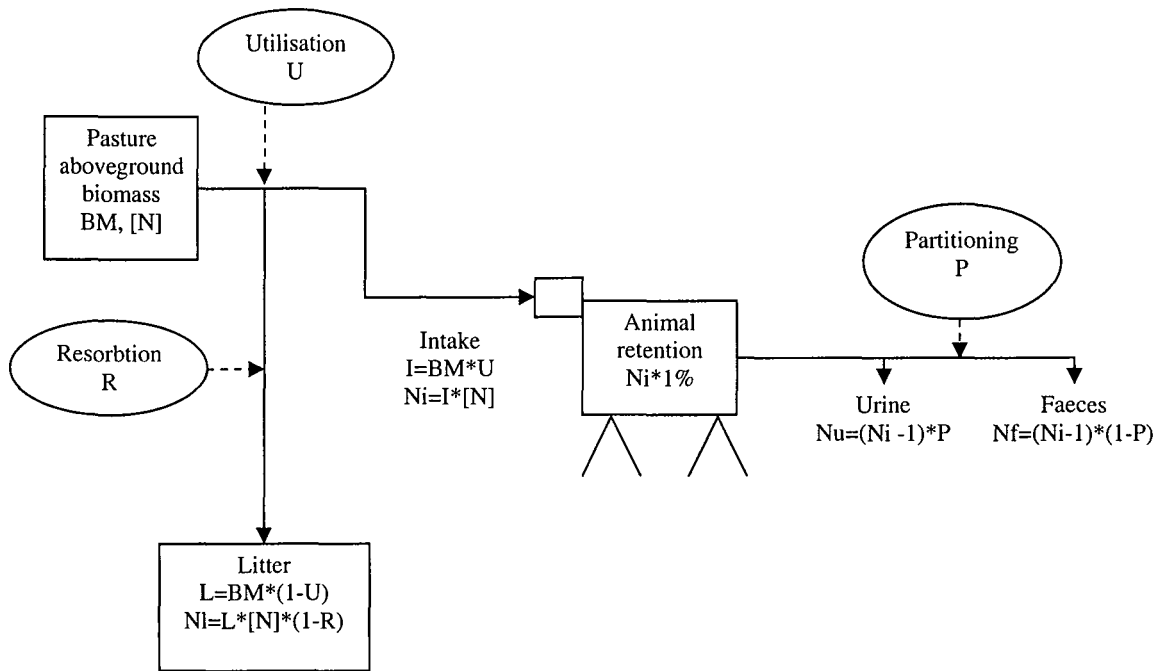 Utilisation
U
Pasture
aboveground
biomass
BM, [N]
Partitioning
P
Resorbtion
R
Intake
I=BM*U
Ni=I*[N]
Animal
retention
Ni*1%
Urine
Nu=(Ni -1)*P
Faeces
Nf=(Ni-1)*(1-P)
Litter
L=BM*(1-U)
Nl=L*[N]*(1-R)